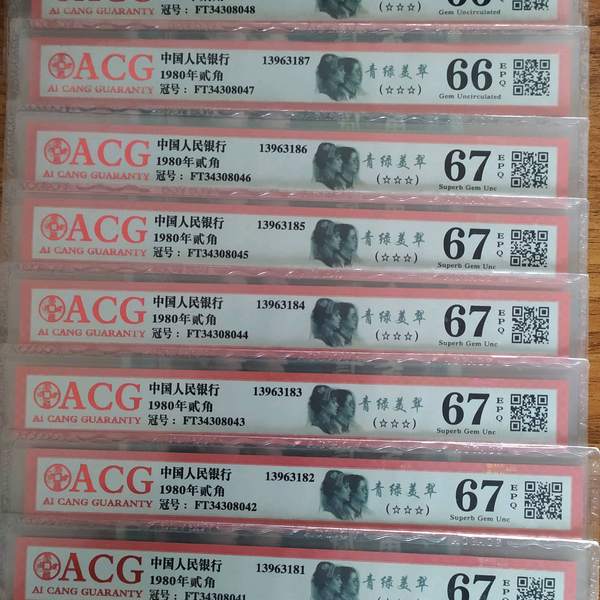 AI CANG GUARANTY
冠号： FT34308048
Gem Uncirculated
ACG
中国人民银行
13963187
青绿美翠
66
EPQ
AI CANG GUARANTY
1980年贰角
冠号： FT34308047
(☆☆☆)
Gem Uncirculated
ACG
中国人民银行
13963186
青绿美翠
67
EPQ
AI CANG GUARANTY
1980年贰角
冠号： FT34308046
(☆☆☆)
Superb Gem Unc
ACG
中国人民银行
13963185
青绿美翠
67
EPQ
AI CANG GUARANTY
1980年贰角
冠号： FT34308045
(☆☆☆)
Superb Gem Unc
ACG
中国人民银行
13963184
青绿美翠
67
EPQ
AI CANG GUARANTY
1980年贰角
冠号： FT34308044
(☆☆☆)
Superb Gem Unc
ACG
中国人民银行
13963183
青绿美翠
67
EPQ
AI CANG GUARANTY
1980年贰角
冠号： FT34308043
(☆☆☆)
Superb Gem Unc
ACG
中国人民银行
13963182
青绿美翠
67
EPQ
AI CANG GUARANTY
1980年贰角
冠号： FT34308042
(☆☆☆)
Superb Gem Unc
ACG
中国人民银行
13963181
青绿美翠
67
EPQ
AI CANG GUARANTY
1980年贰角
冠号： FT34308041
(☆☆☆)